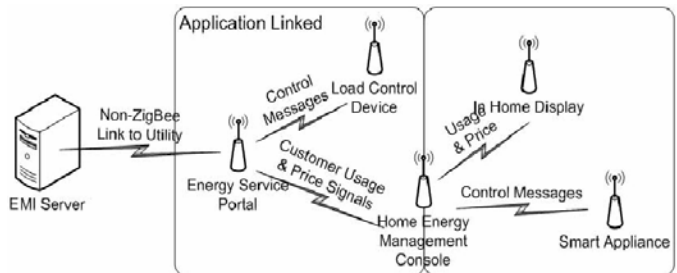 Application Linked
Load Control
Device
Control
Messages
In Home Display
Usage
& Price
Non-ZigBee
Link to Utility
Customer Usage
& Price Signals
EMI Server
Energy Service
Portal
Control Messages
Home Energy
Management
Console
Smart Appliance